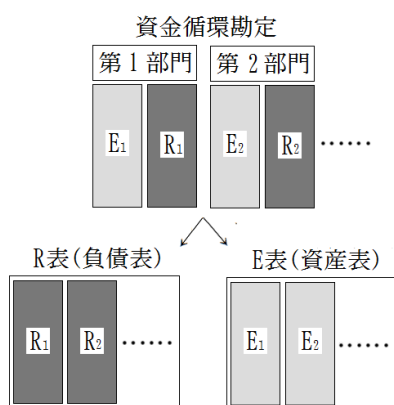 資金循環勘定
第1部門 第2部門
E₁ R₁ E₂ R₂ ……
R表(負債表) E表(資産表)
R₁ R₂ …… E₁ E₂ ……